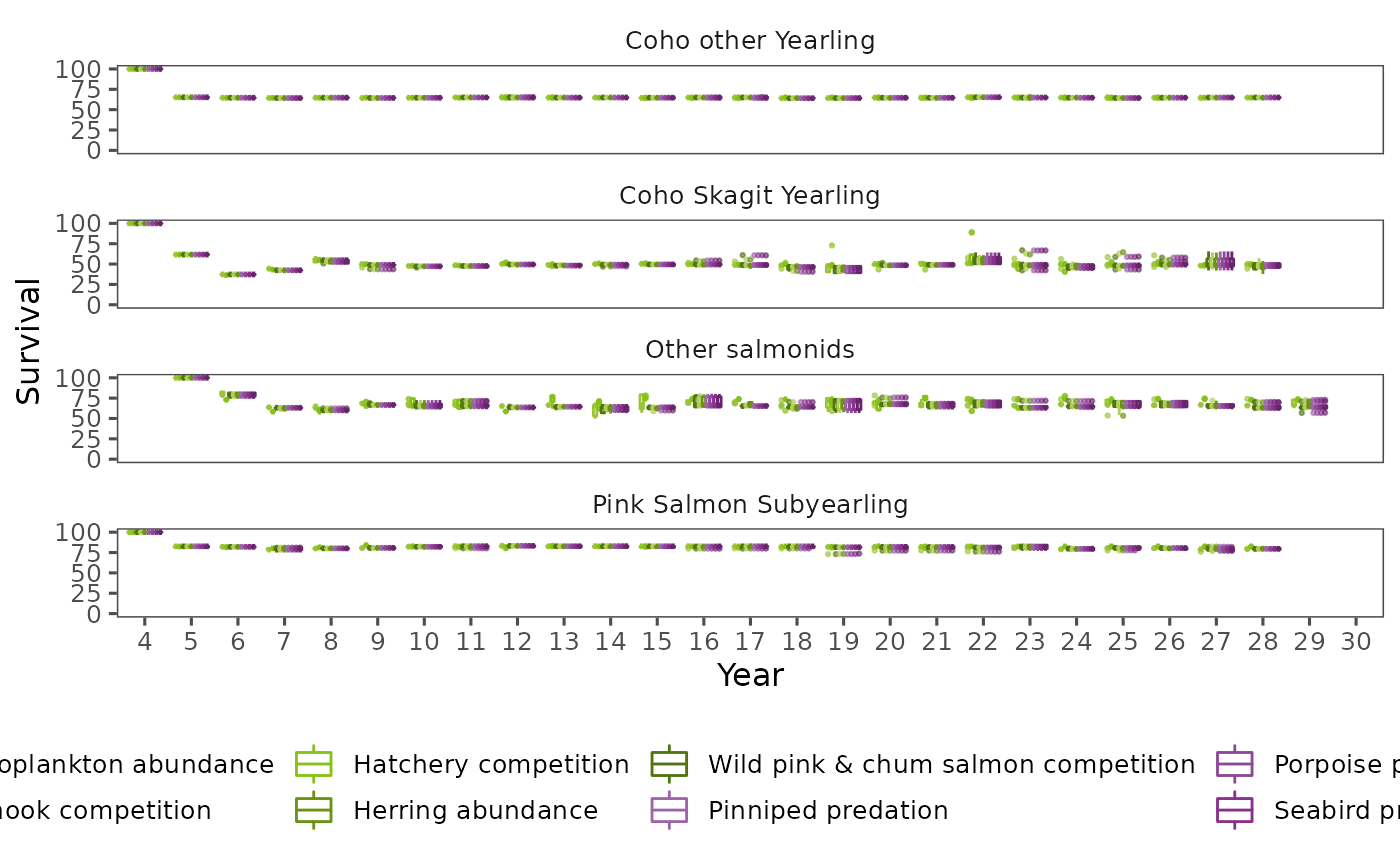 Coho other Yearling
100
75
50
25
0
Coho Skagit Yearling
100
75
50
25
0
Survival
Other salmonids
100
75
50
25
0
Pink Salmon Subyearling
100
75
50
25
0
4 5 6 7 8 9 10 11 12 13 14 15 16 17 18 19 20 21 22 23 24 25 26 27 28 29 30
Year
oplankton abundance Hatchery competition Wild pink & chum salmon competition Porpoise p
ook competition Herring abundance Pinniped predation Seabird pr